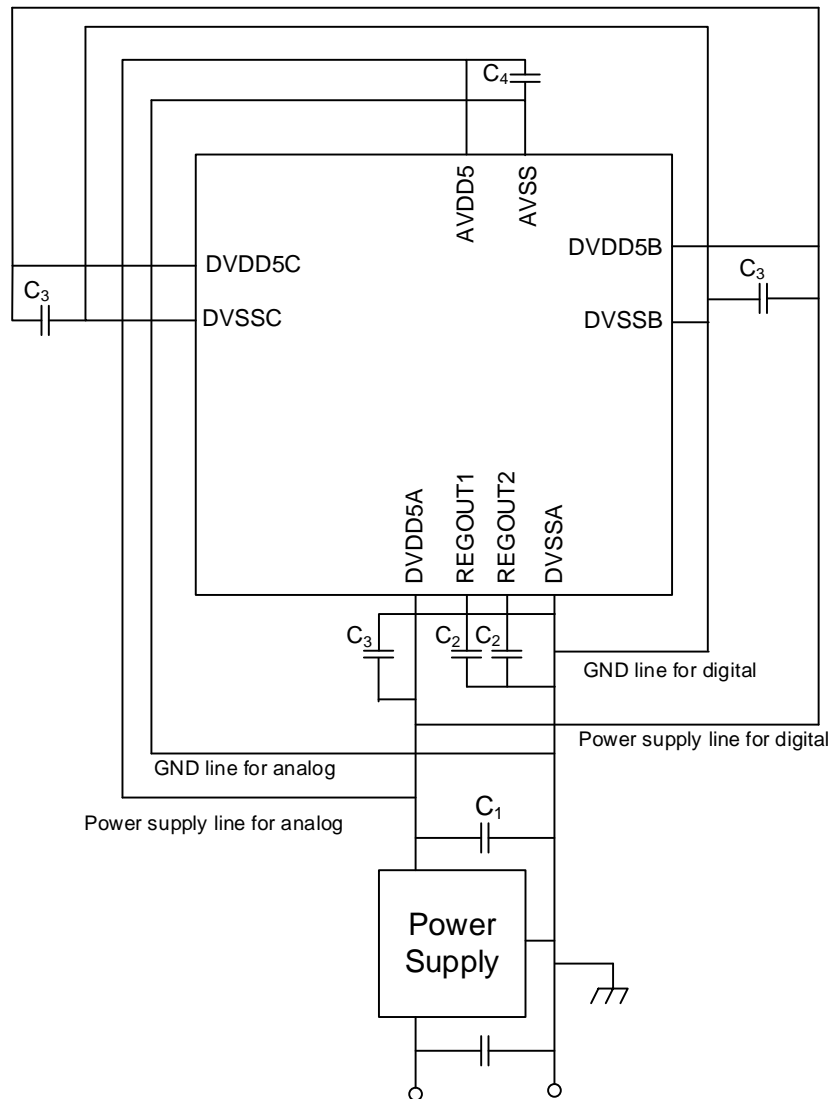 C₄
AVDD5
AVSS
DVDD5C
DVDD5B
C₃
C₃
DVSSC
DVSSB
DVDD5A
REGOUT1
REGOUT2
DVSSA
C₃
C₂
C₂
GND line for digital
Power supply line for digital
GND line for analog
Power supply line for analog
C₁
Power
Supply